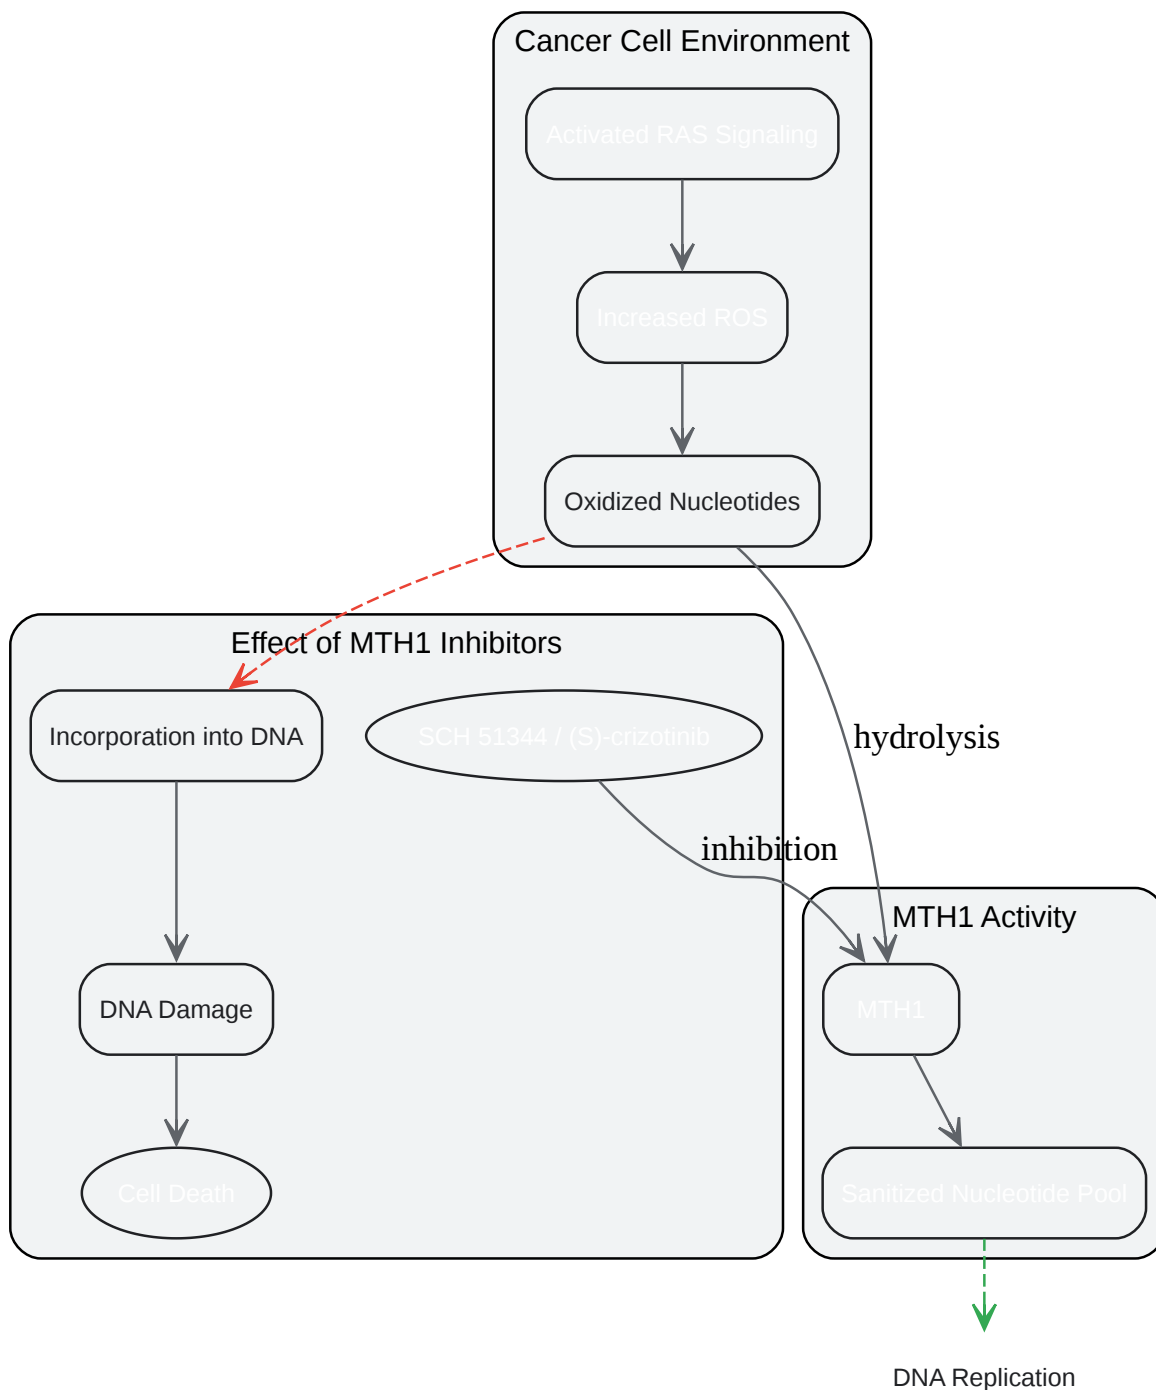 Cancer Cell Environment
Activated RAS Signaling
Increased ROS
Oxidized Nucleotides
Effect of MTH1 Inhibitors
Incorporation into DNA
SCH 51344 / (S)-crizotinib
hydrolysis
inhibition
MTH1 Activity
DNA Damage
MTH1
Cell Death
Sanitized Nucleotide Pool
DNA Replication